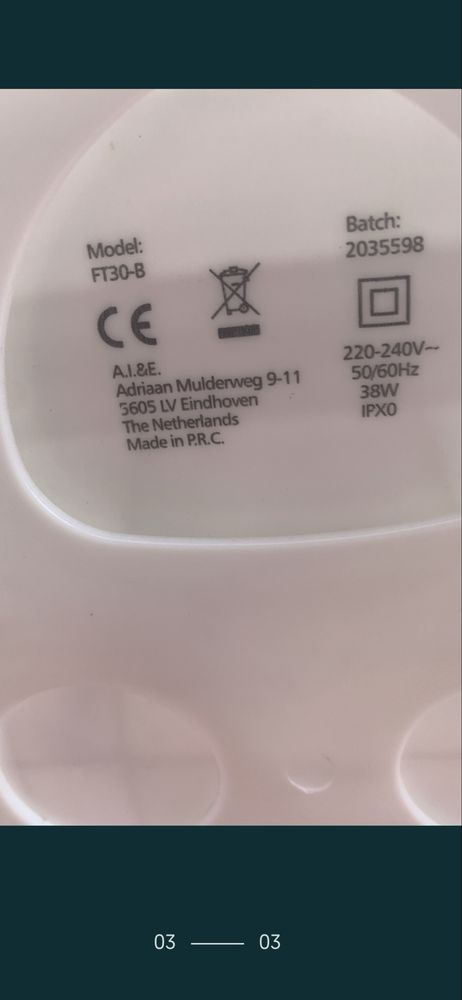 Model:
FT30-B
CE
A.I.&E.
Adriaan Mulderweg 9-11
5605 LV Eindhoven
The Netherlands
Made in P.R.C.
Batch:
2035598
220-240V~
50/60Hz
38W
IPX0
03 03